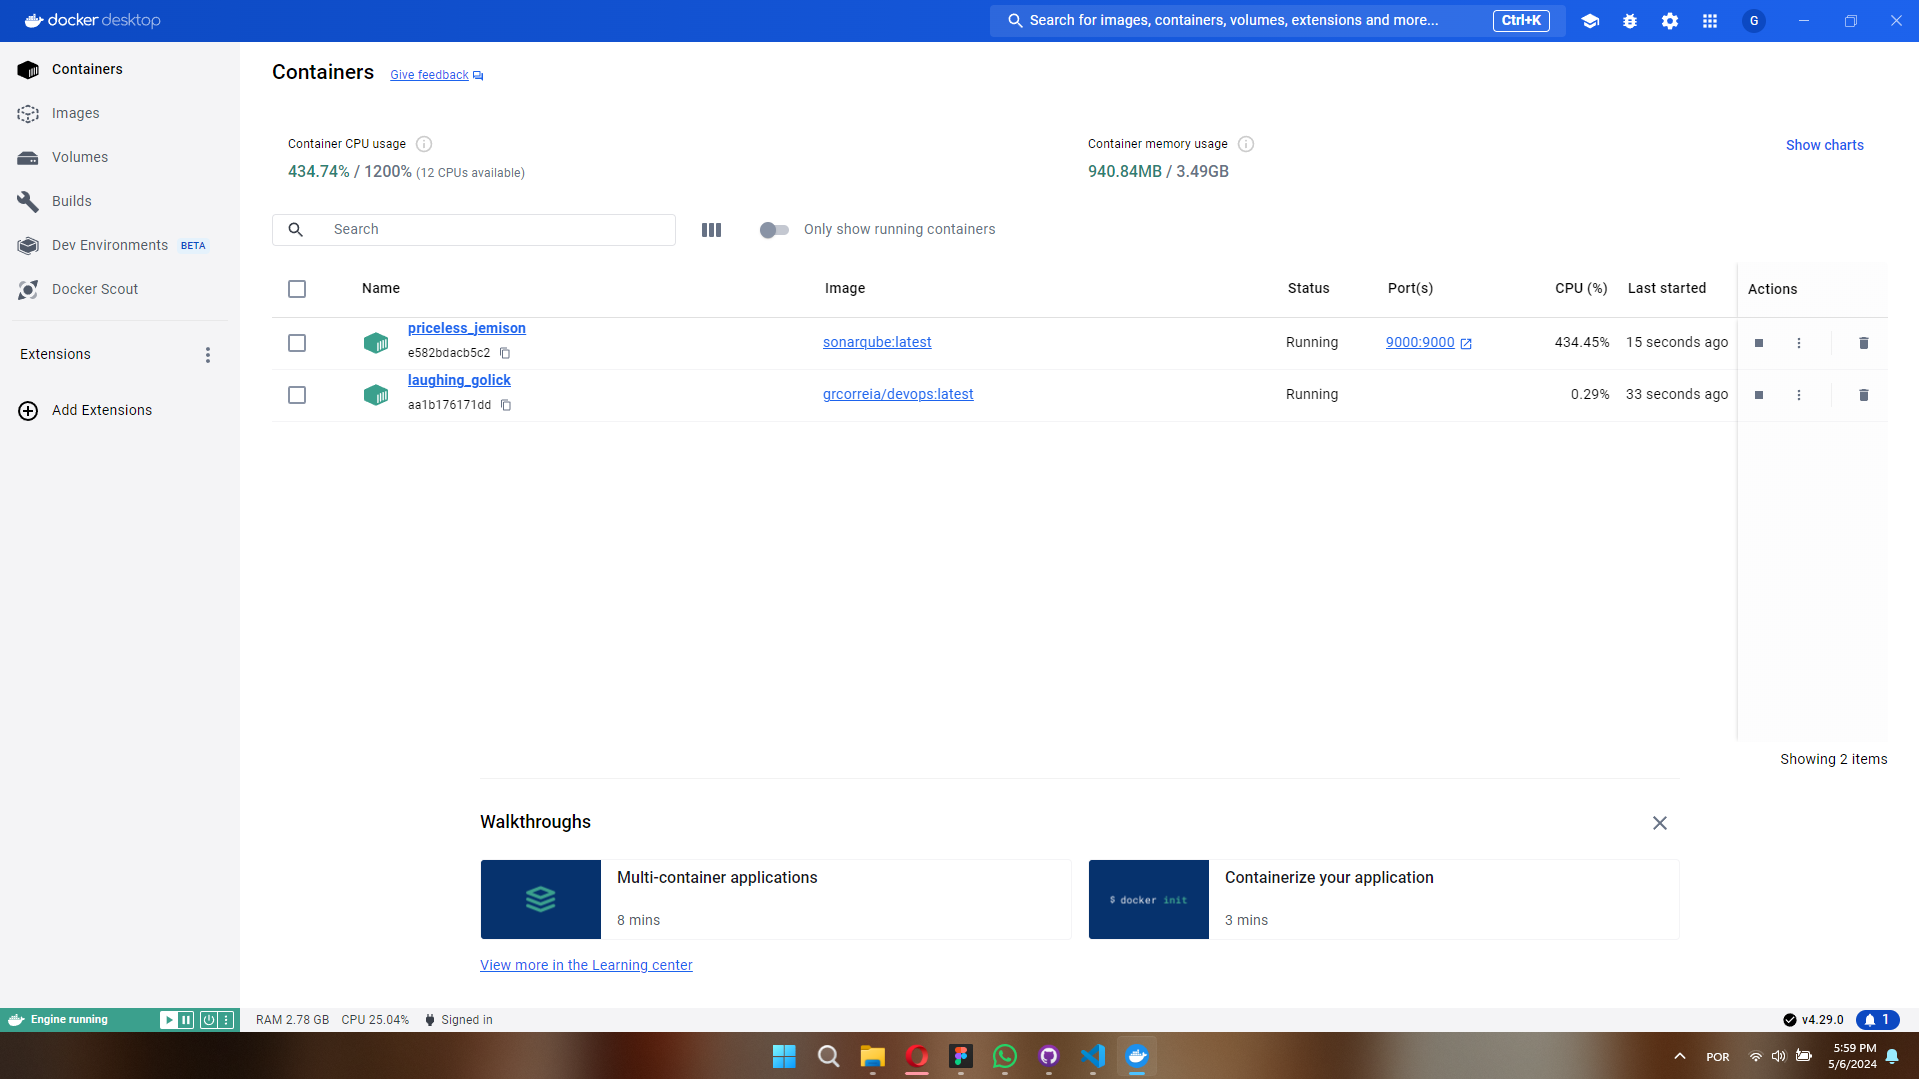 docker desktop
Search for images, containers, volumes, extensions and more...
Ctrl+K
G
Containers
Images
Volumes
Builds
Dev Environments BETA
Docker Scout
Extensions
Add Extensions
Containers
Give feedback
Container CPU usage
434.74% / 1200% (12 CPUs available)
Container memory usage
940.84MB / 3.49GB
Show charts
Search
Only show running containers
Name Image Status Port(s) CPU (%) Last started Actions
priceless_jemison
e582bdacb5c2
sonarqube:latest Running 9000:9000 434.45% 15 seconds ago
laughing_golick
aa1b176171dd
grcorreia/devops:latest Running 0.29% 33 seconds ago
Showing 2 items
Walkthroughs
Multi-container applications
8 mins
$ docker init
Containerize your application
3 mins
View more in the Learning center
Engine running
RAM 2.78 GB CPU 25.04% Signed in
v4.29.0
1
POR
5:59 PM
5/6/2024